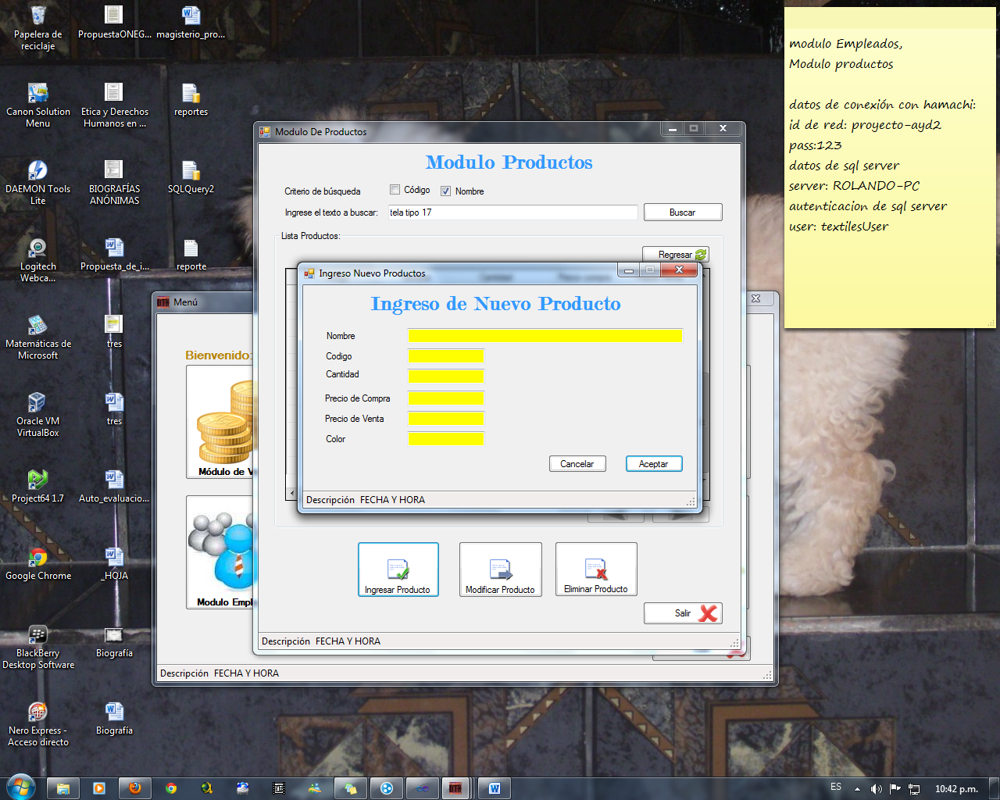 Papelera de
reciclaje
PropuestaONEG...
magisterio_pro...
Canon Solution
Menu
Etica y Derechos
Humanos en ...
reportes
DAEMON Tools
Lite
BIOGRAFÍAS
ANÓNIMAS
SQLQuery2
Logitech
Webca...
Propuesta_de_i...
reporte
Matemáticas de
Microsoft
tres
Oracle VM
VirtualBox
tres
Project64 1.7
Auto_evaluacio...
Google Chrome
_HOJA
BlackBerry
Desktop Software
Biografía
Nero Express -
Acceso directo
Biografía
modulo Empleados,
Modulo productos
datos de conexión con hamachi:
id de red: proyecto-ayd2
pass:123
datos de sql server
server: ROLANDO-PC
autenticacion de sql server
user: textilesUser
Modulo De Productos
Modulo Productos
Criterio de búsqueda
Código
Nombre
Ingrese el texto a buscar:
tela tipo 17
Buscar
Lista Productos:
Regresar
Ingreso Nuevo Productos
Ingreso de Nuevo Producto
Nombre
Codigo
Cantidad
Precio de Compra
Precio de Venta
Color
Cancelar
Aceptar
Descripción FECHA Y HORA
Ingresar Producto
Modificar Producto
Eliminar Producto
Salir
Descripción FECHA Y HORA
Menú
Bienvenido:
Módulo de V
Modulo Empl
Descripción FECHA Y HORA
ES
10:42 p.m.